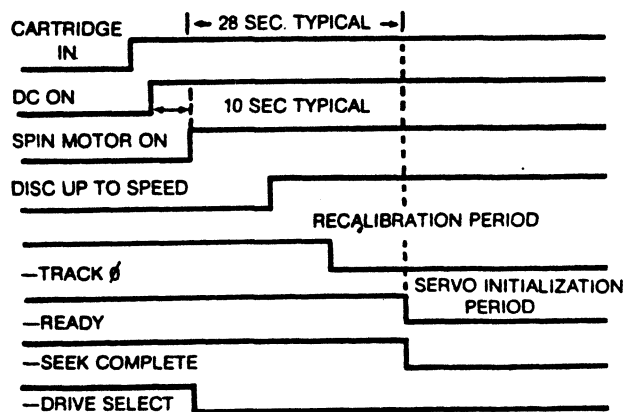 28 SEC. TYPICAL
CARTRIDGE
IN.
DC ON
10 SEC TYPICAL
SPIN MOTOR ON
DISC UP TO SPEED
RECALIBRATION PERIOD
—TRACK Ø
SERVO INITIALIZATION
PERIOD
—READY
—SEEK COMPLETE
—DRIVE SELECT